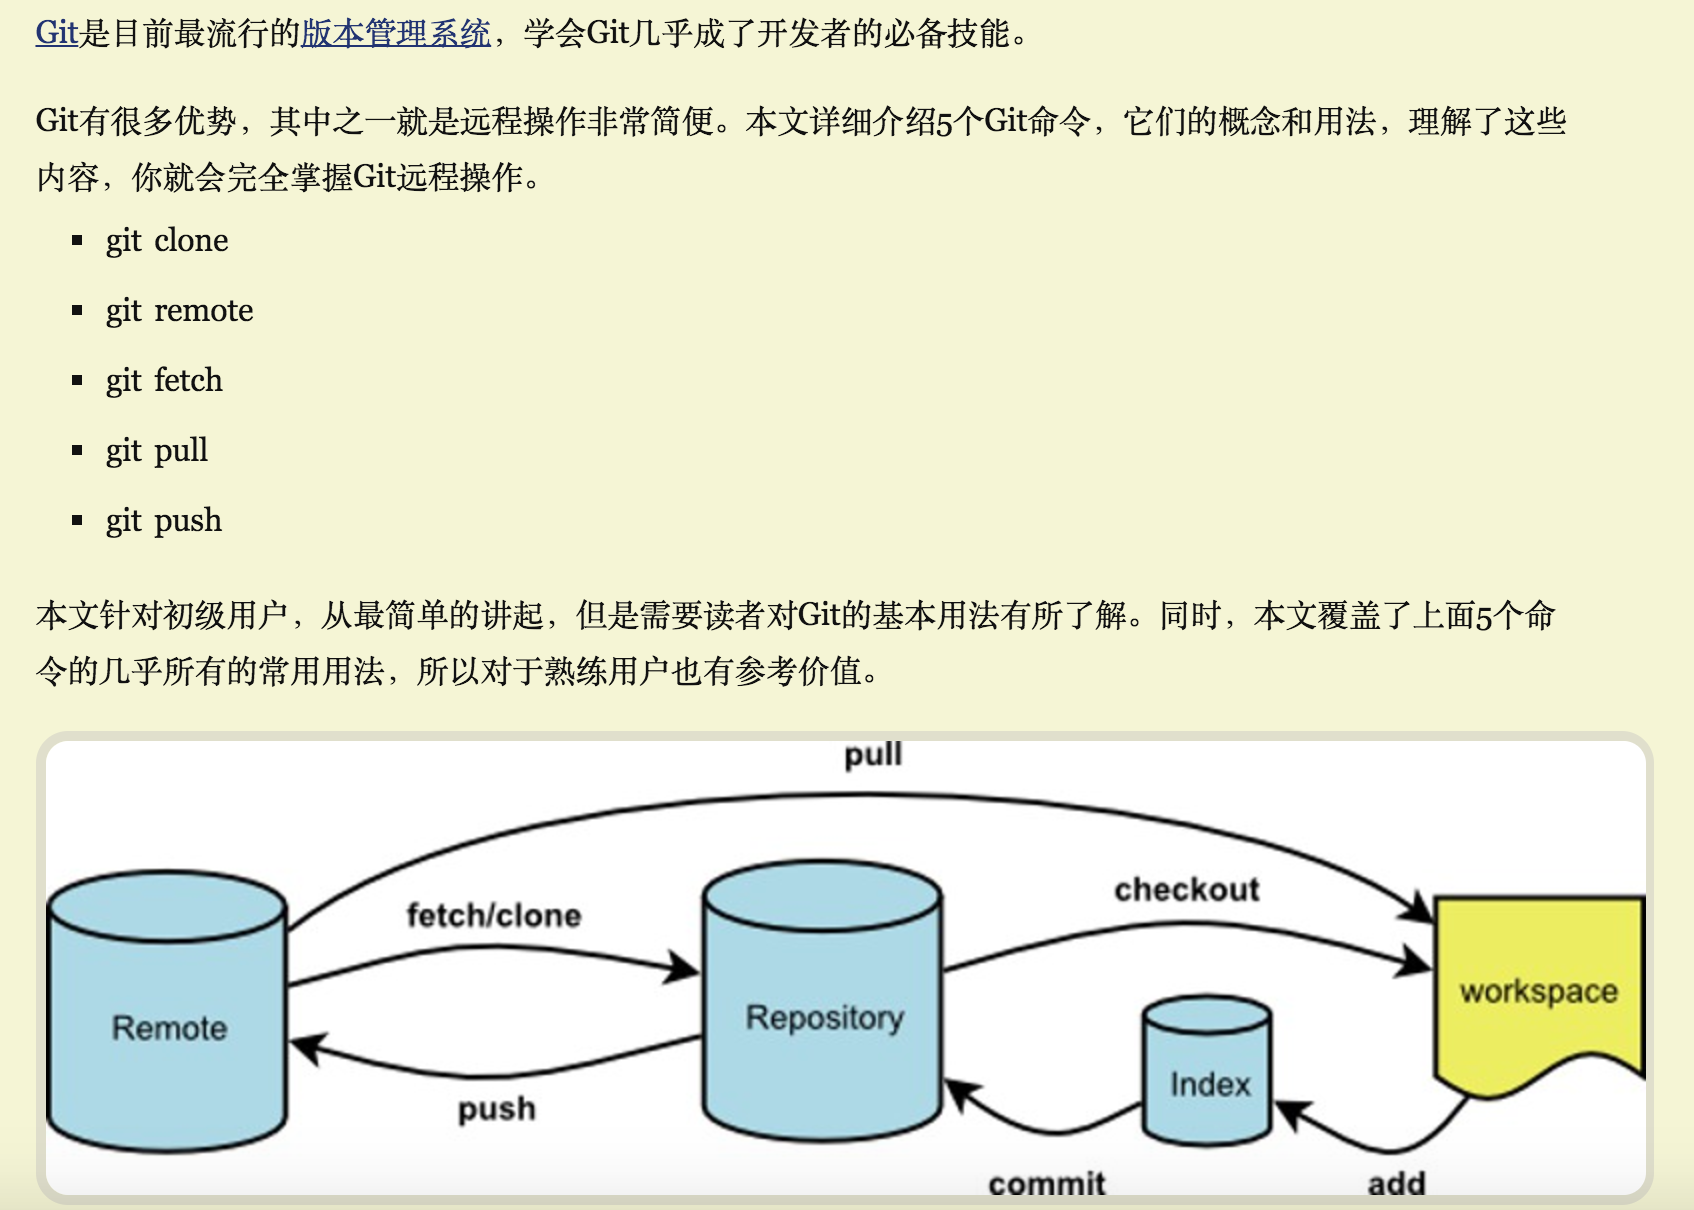 Git是目前最流行的版本管理系统，学会Git几乎成了开发者的必备技能。
Git有很多优势，其中之一就是远程操作非常简便。本文详细介绍5个Git命令，它们的概念和用法，理解了这些
内容，你就会完全掌握Git远程操作。
git clone
git remote
git fetch
git pull
git push
本文针对初级用户，从最简单的讲起，但是需要读者对Git的基本用法有所了解。同时，本文覆盖了上面5个命
令的几乎所有的常用用法，所以对于熟练用户也有参考价值。
pull
fetch/clone
checkout
Remote
Repository
workspace
Index
push
commit
add